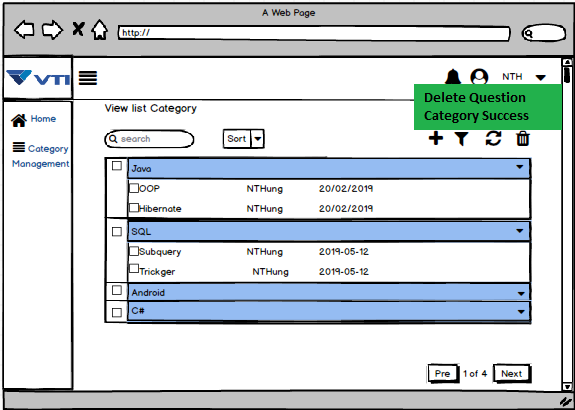 A Web Page
http://
VTI
NTH
Delete Question
Category Success
Home
Category
Management
View list Category
search
Sort
Java
OOP NTHung 20/02/2019
Hibernate NTHung 20/02/2019
SQL
Subquery NTHung 2019-05-12
Trickger NTHung 2019-05-12
Android
C#
Pre 1 of 4 Next